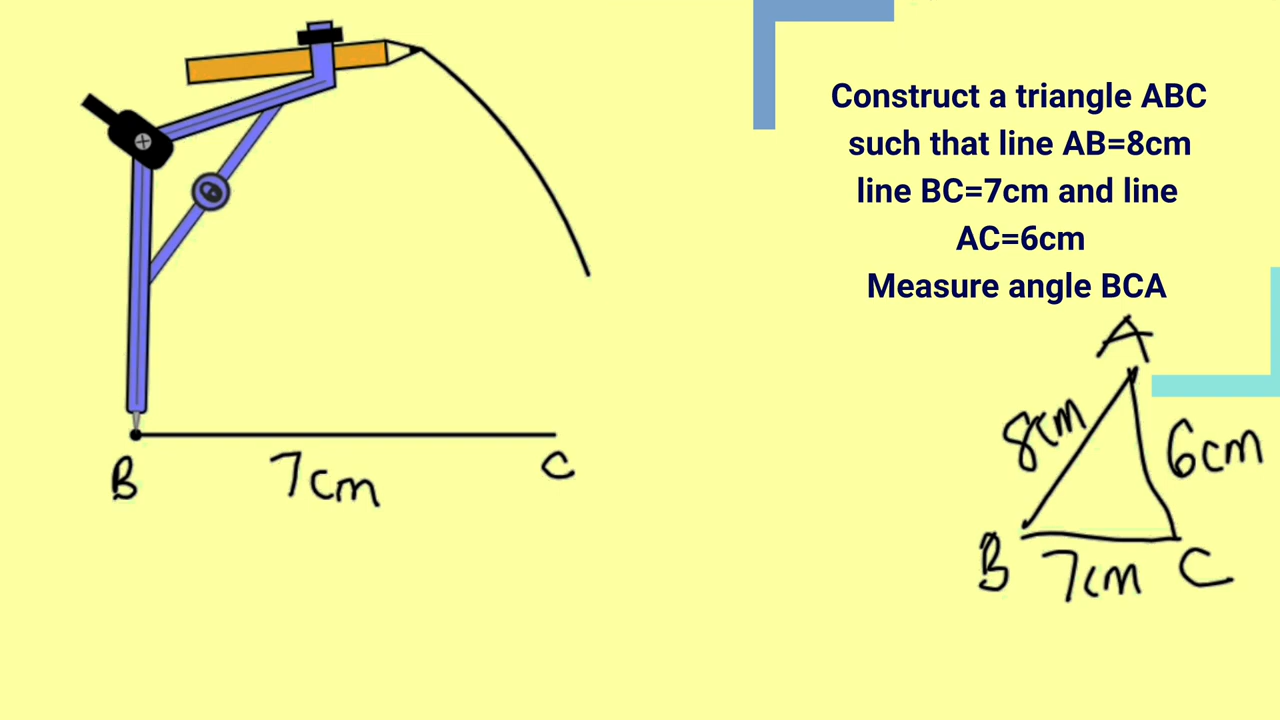 Construct a triangle ABC
such that line AB=8cm
line BC=7cm and line
AC=6cm
Measure angle BCA
A
8cm
6cm
B
7cm
C
B
7cm
C